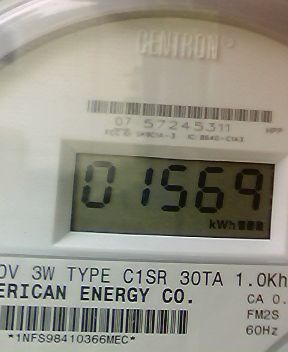 CENTRON
07 57245311 HPP
01569
kWh
0V 3W TYPE C1SR 30TA 1.0Kh
ERICAN ENERGY CO. CA 0.
FM2S
*1NFS98410366MEC* 60Hz